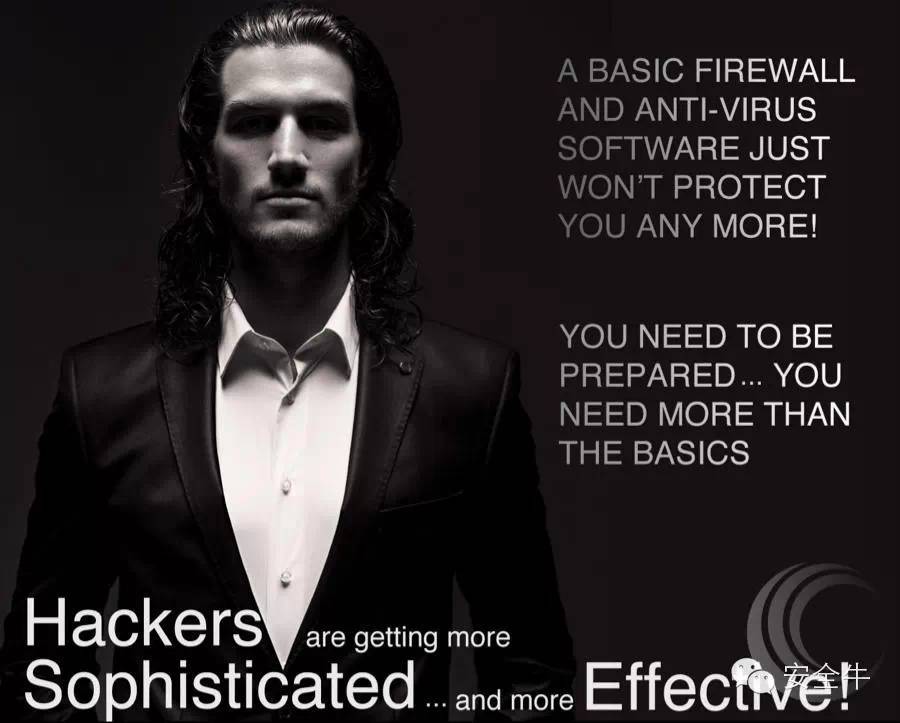 A BASIC FIREWALL
AND ANTI-VIRUS
SOFTWARE JUST
WON'T PROTECT
YOU ANY MORE!
YOU NEED TO BE
PREPARED... YOU
NEED MORE THAN
THE BASICS
Hackers are getting more
Sophisticated ... and more Effective!
安全牛